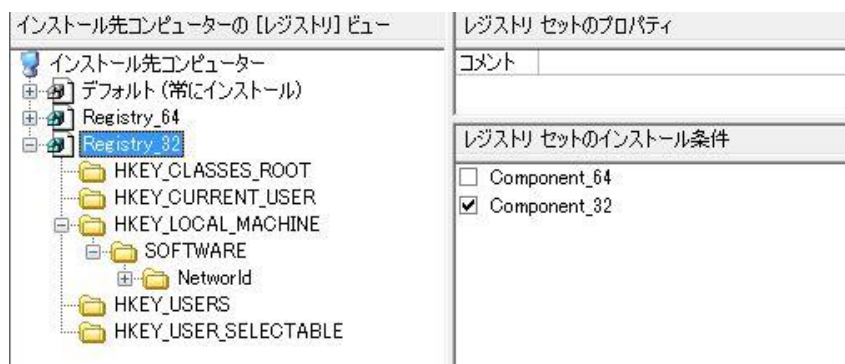 インストール先コンピューターの [レジストリ] ビュー
インストール先コンピューター
デフォルト (常にインストール)
Registry_64
Registry_32
HKEY_CLASSES_ROOT
HKEY_CURRENT_USER
HKEY_LOCAL_MACHINE
SOFTWARE
Networld
HKEY_USERS
HKEY_USER_SELECTABLE
レジストリ セットのプロパティ
コメント
レジストリ セットのインストール条件
Component_64
Component_32